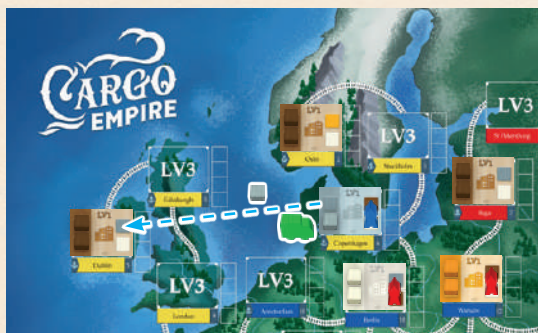 CARGO
EMPIRE
LV3
LV1
Oslo
LV3
Stockholm
St Petersburg
LV3
Edinburgh
LV1
Dublin
LV1
Copenhagen
LV1
Riga
LV3
London
LV3
Amsterdam
LV1
Berlin
LV1
Warsaw